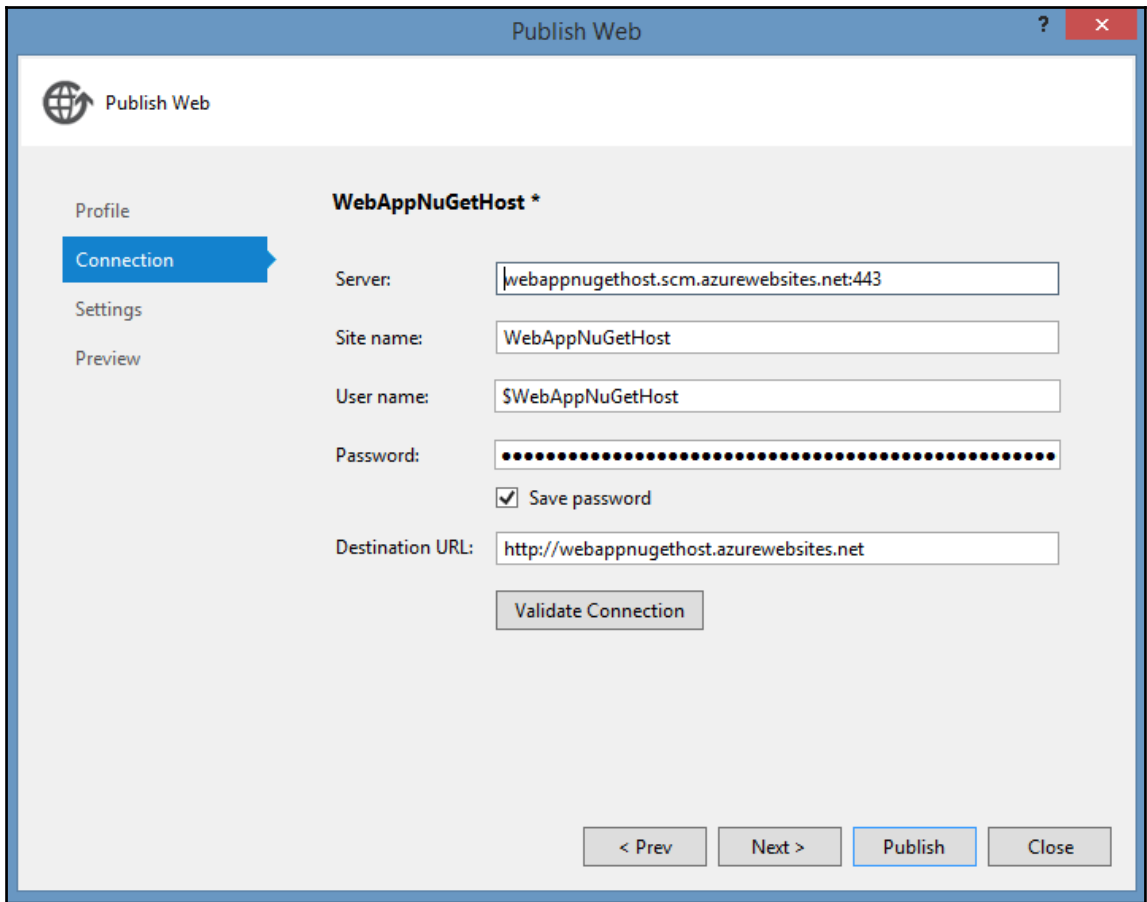 Publish Web
?
Publish Web
Profile
Connection
Settings
Preview
WebAppNuGetHost *
Server: webappnugethost.scm.azurewebsites.net:443
Site name: WebAppNuGetHost
User name: $WebAppNuGetHost
Password: ••••••••••••••••••••••••••••••••••••••••••••••••••
Save password
Destination URL: http://webappnugethost.azurewebsites.net
Validate Connection
< Prev Next > Publish Close